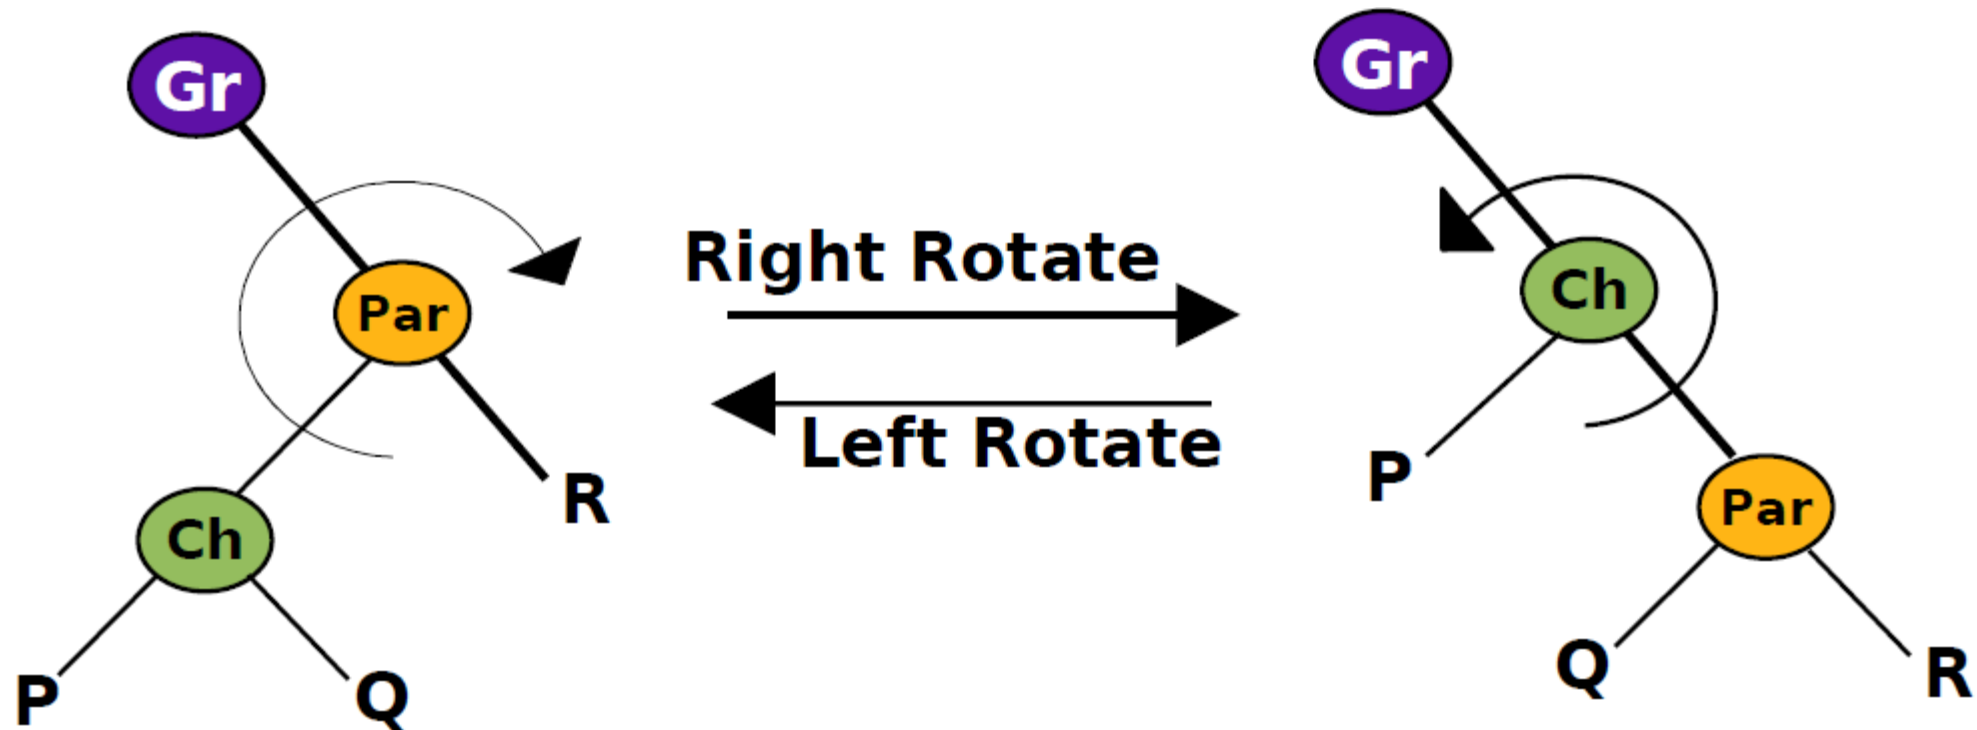 Gr
Par
Ch
R
P
Q
Right Rotate
Left Rotate
Gr
Ch
P
Par
Q
R